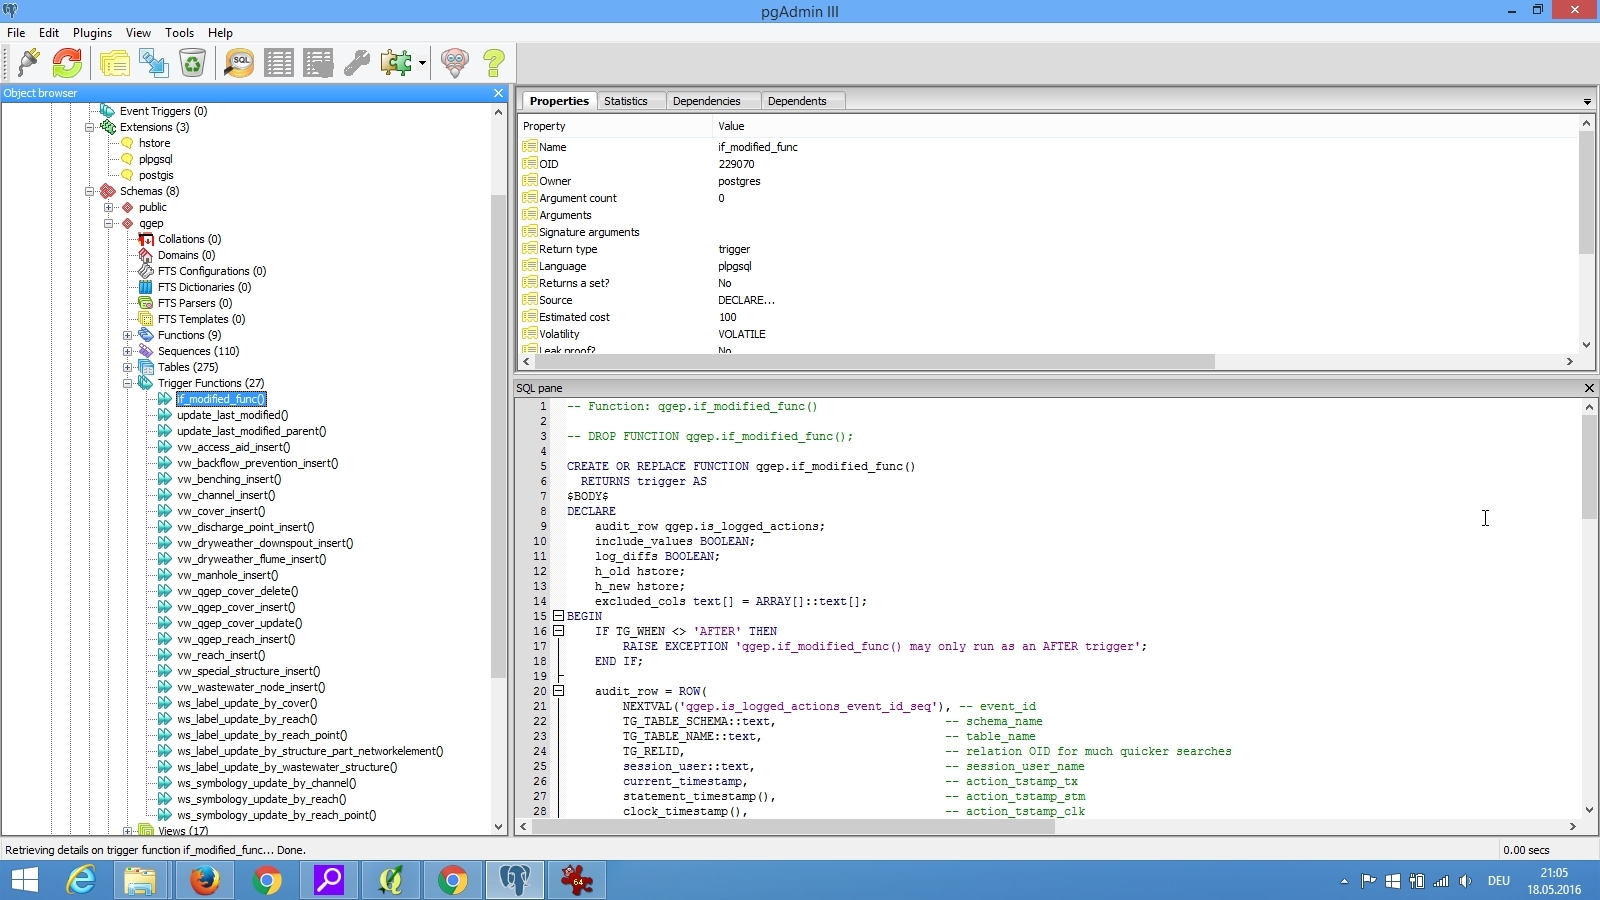 pgAdmin III
File Edit Plugins View Tools Help
SQL
Object browser
Event Triggers (0)
Extensions (3)
hstore
plpgsql
postgis
Schemas (8)
public
qgep
Collations (0)
Domains (0)
FTS Configurations (0)
FTS Dictionaries (0)
FTS Parsers (0)
FTS Templates (0)
Functions (9)
Sequences (110)
Tables (275)
Trigger Functions (27)
if_modified_func()
update_last_modified()
update_last_modified_parent()
vw_access_aid_insert()
vw_backflow_prevention_insert()
vw_benching_insert()
vw_channel_insert()
vw_cover_insert()
vw_discharge_point_insert()
vw_dryweather_downspout_insert()
vw_dryweather_flume_insert()
vw_manhole_insert()
vw_qgep_cover_delete()
vw_qgep_cover_insert()
vw_qgep_cover_update()
vw_qgep_reach_insert()
vw_reach_insert()
vw_special_structure_insert()
vw_wastewater_node_insert()
ws_label_update_by_cover()
ws_label_update_by_reach()
ws_label_update_by_reach_point()
ws_label_update_by_structure_part_networkelement()
ws_label_update_by_wastewater_structure()
ws_symbology_update_by_channel()
ws_symbology_update_by_reach()
ws_symbology_update_by_reach_point()
Views (17)
Properties Statistics Dependencies Dependents
Property Value
Name if_modified_func
OID 229070
Owner postgres
Argument count 0
Arguments
Signature arguments
Return type trigger
Language plpgsql
Returns a set? No
Source DECLARE...
Estimated cost 100
Volatility VOLATILE
Leak proof? No
SQL pane
1 -- Function: qgep.if_modified_func()
2
3 -- DROP FUNCTION qgep.if_modified_func();
4
5 CREATE OR REPLACE FUNCTION qgep.if_modified_func()
6 RETURNS trigger AS
7 $BODY$
8 DECLARE
9 audit_row qgep.is_logged_actions;
10 include_values BOOLEAN;
11 log_diffs BOOLEAN;
12 h_old hstore;
13 h_new hstore;
14 excluded_cols text[] = ARRAY[]::text[];
15 BEGIN
16 IF TG_WHEN <> 'AFTER' THEN
17 RAISE EXCEPTION 'qgep.if_modified_func() may only run as an AFTER trigger';
18 END IF;
19
20 audit_row = ROW(
21 NEXTVAL('qgep.is_logged_actions_event_id_seq'), -- event_id
22 TG_TABLE_SCHEMA::text, -- schema_name
23 TG_TABLE_NAME::text, -- table_name
24 TG_RELID, -- relation OID for much quicker searches
25 session_user::text, -- session_user_name
26 current_timestamp, -- action_tstamp_tx
27 statement_timestamp(), -- action_tstamp_stm
28 clock_timestamp(), -- action_tstamp_clk
Retrieving details on trigger function if_modified_func... Done.
0.00 secs
64
DEU
21:05
18.05.2016